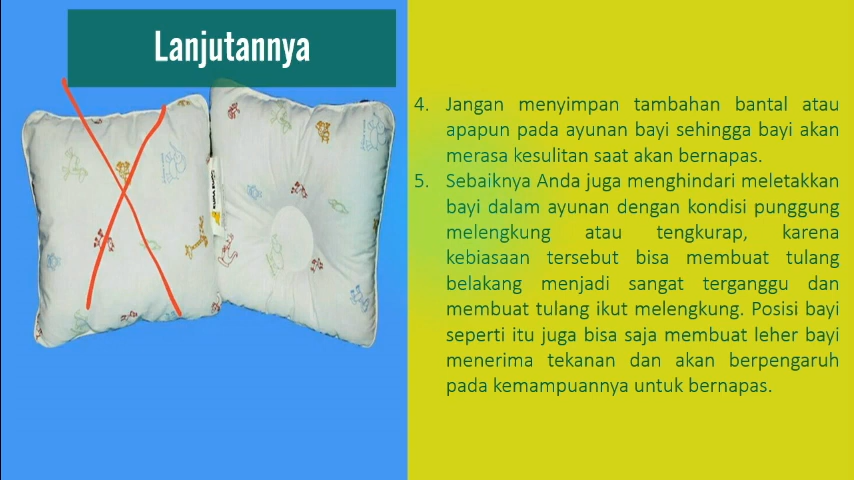 Lanjutannya
4. Jangan menyimpan tambahan bantal atau
apapun pada ayunan bayi sehingga bayi akan
merasa kesulitan saat akan bernapas.
5. Sebaiknya Anda juga menghindari meletakkan
bayi dalam ayunan dengan kondisi punggung
melengkung atau tengkurap, karena
kebiasaan tersebut bisa membuat tulang
belakang menjadi sangat terganggu dan
membuat tulang ikut melengkung. Posisi bayi
seperti itu juga bisa saja membuat leher bayi
menerima tekanan dan akan berpengaruh
pada kemampuannya untuk bernapas.